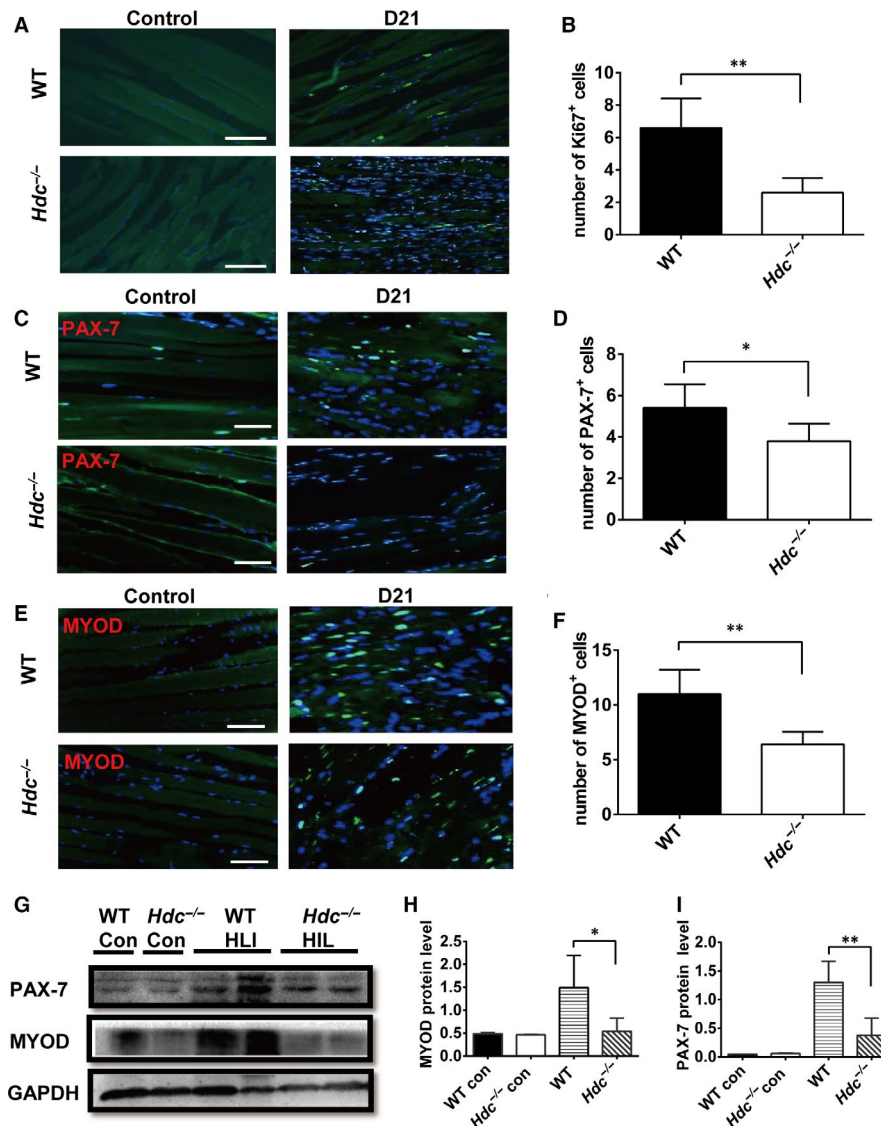 A
Control
D21
WT
Hdc−/−
B
number of Ki67+ cells
8
6
4
2
0
**
WT
Hdc−/−
C
Control
D21
PAX-7
WT
PAX-7
Hdc−/−
D
number of PAX-7+ cells
8
6
4
2
0
*
WT
Hdc−/−
E
Control
D21
MYOD
WT
MYOD
Hdc−/−
F
number of MYOD+ cells
15
10
5
0
**
WT
Hdc−/−
G
WT Hdc−/− WT Hdc−/−
Con Con HLI HIL
PAX-7
MYOD
GAPDH
H
MYOD protein level
2.5
2.0
1.5
1.0
0.5
0.0
*
WT con
Hdc−/− con
WT
Hdc−/−
I
PAX-7 protein level
2.0
1.5
1.0
0.5
0.0
**
WT con
Hdc−/− con
WT
Hdc−/−